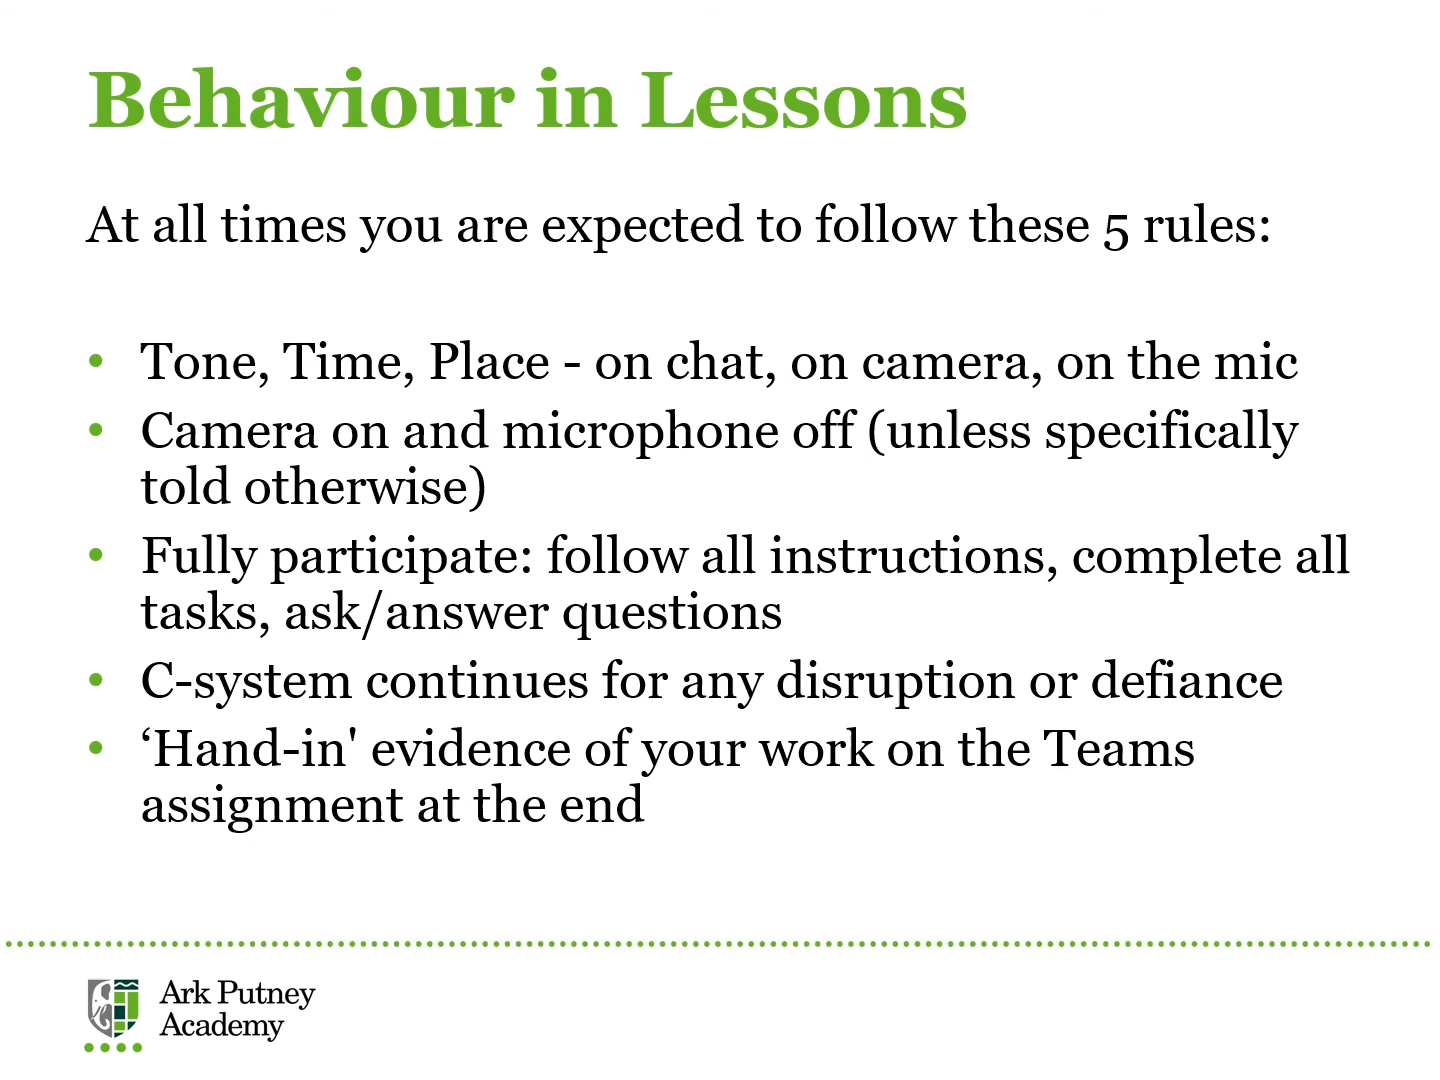 Behaviour in Lessons
At all times you are expected to follow these 5 rules:
• Tone, Time, Place - on chat, on camera, on the mic
• Camera on and microphone off (unless specifically
told otherwise)
• Fully participate: follow all instructions, complete all
tasks, ask/answer questions
• C-system continues for any disruption or defiance
• ‘Hand-in' evidence of your work on the Teams
assignment at the end
Ark Putney
Academy